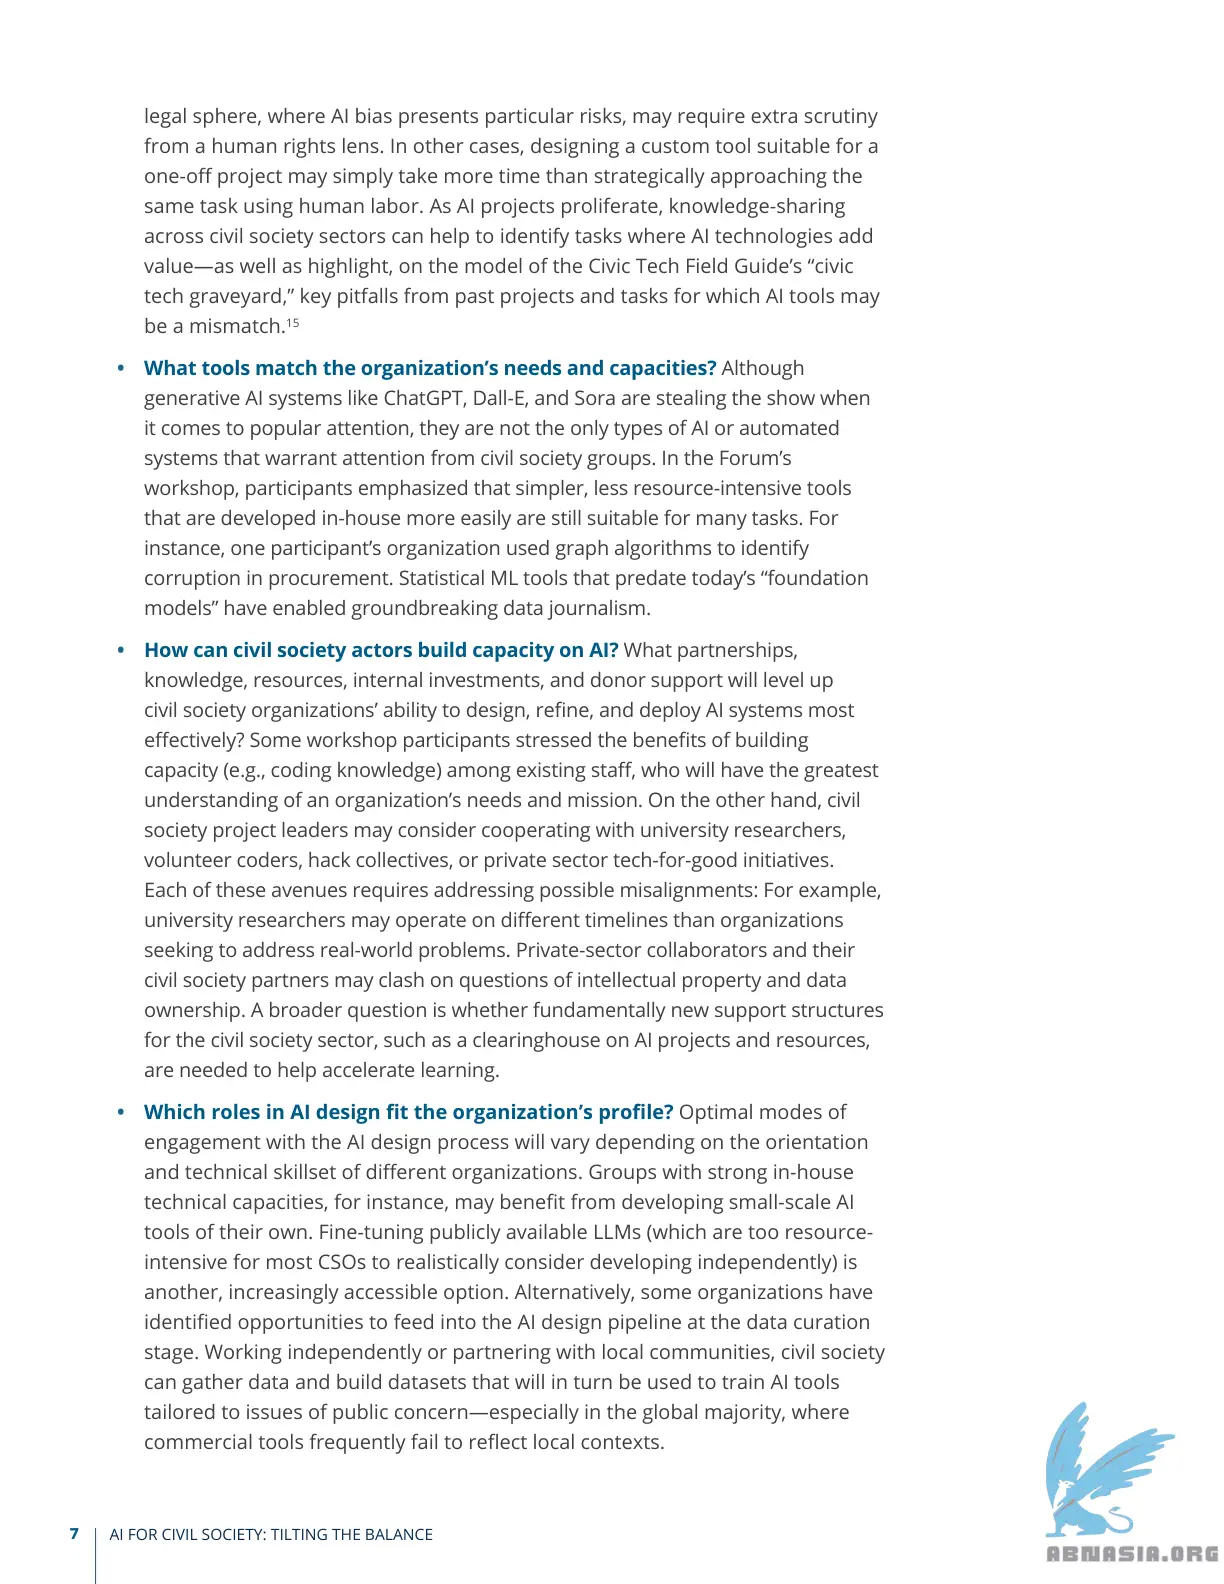 legal sphere, where AI bias presents particular risks, may require extra scrutiny
from a human rights lens. In other cases, designing a custom tool suitable for a
one-off project may simply take more time than strategically approaching the
same task using human labor. As AI projects proliferate, knowledge-sharing
across civil society sectors can help to identify tasks where AI technologies add
value—as well as highlight, on the model of the Civic Tech Field Guide’s “civic
tech graveyard,” key pitfalls from past projects and tasks for which AI tools may
be a mismatch.¹⁵
• What tools match the organization’s needs and capacities? Although
generative AI systems like ChatGPT, Dall-E, and Sora are stealing the show when
it comes to popular attention, they are not the only types of AI or automated
systems that warrant attention from civil society groups. In the Forum’s
workshop, participants emphasized that simpler, less resource-intensive tools
that are developed in-house more easily are still suitable for many tasks. For
instance, one participant’s organization used graph algorithms to identify
corruption in procurement. Statistical ML tools that predate today’s “foundation
models” have enabled groundbreaking data journalism.
• How can civil society actors build capacity on AI? What partnerships,
knowledge, resources, internal investments, and donor support will level up
civil society organizations’ ability to design, refine, and deploy AI systems most
effectively? Some workshop participants stressed the benefits of building
capacity (e.g., coding knowledge) among existing staff, who will have the greatest
understanding of an organization’s needs and mission. On the other hand, civil
society project leaders may consider cooperating with university researchers,
volunteer coders, hack collectives, or private sector tech-for-good initiatives.
Each of these avenues requires addressing possible misalignments: For example,
university researchers may operate on different timelines than organizations
seeking to address real-world problems. Private-sector collaborators and their
civil society partners may clash on questions of intellectual property and data
ownership. A broader question is whether fundamentally new support structures
for the civil society sector, such as a clearinghouse on AI projects and resources,
are needed to help accelerate learning.
• Which roles in AI design fit the organization’s profile? Optimal modes of
engagement with the AI design process will vary depending on the orientation
and technical skillset of different organizations. Groups with strong in-house
technical capacities, for instance, may benefit from developing small-scale AI
tools of their own. Fine-tuning publicly available LLMs (which are too resource-
intensive for most CSOs to realistically consider developing independently) is
another, increasingly accessible option. Alternatively, some organizations have
identified opportunities to feed into the AI design pipeline at the data curation
stage. Working independently or partnering with local communities, civil society
can gather data and build datasets that will in turn be used to train AI tools
tailored to issues of public concern—especially in the global majority, where
commercial tools frequently fail to reflect local contexts.
7 AI FOR CIVIL SOCIETY: TILTING THE BALANCE
ABNASIA.ORG